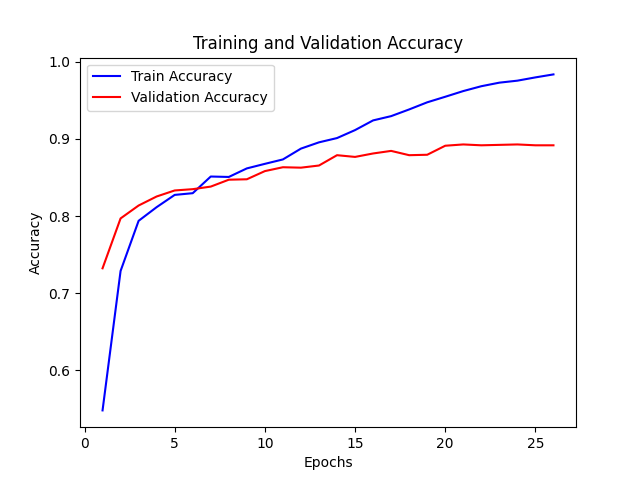 Training and Validation Accuracy
Train Accuracy
Validation Accuracy
1.0
0.9
0.8
0.7
0.6
Accuracy
0
5
10
15
20
25
Epochs